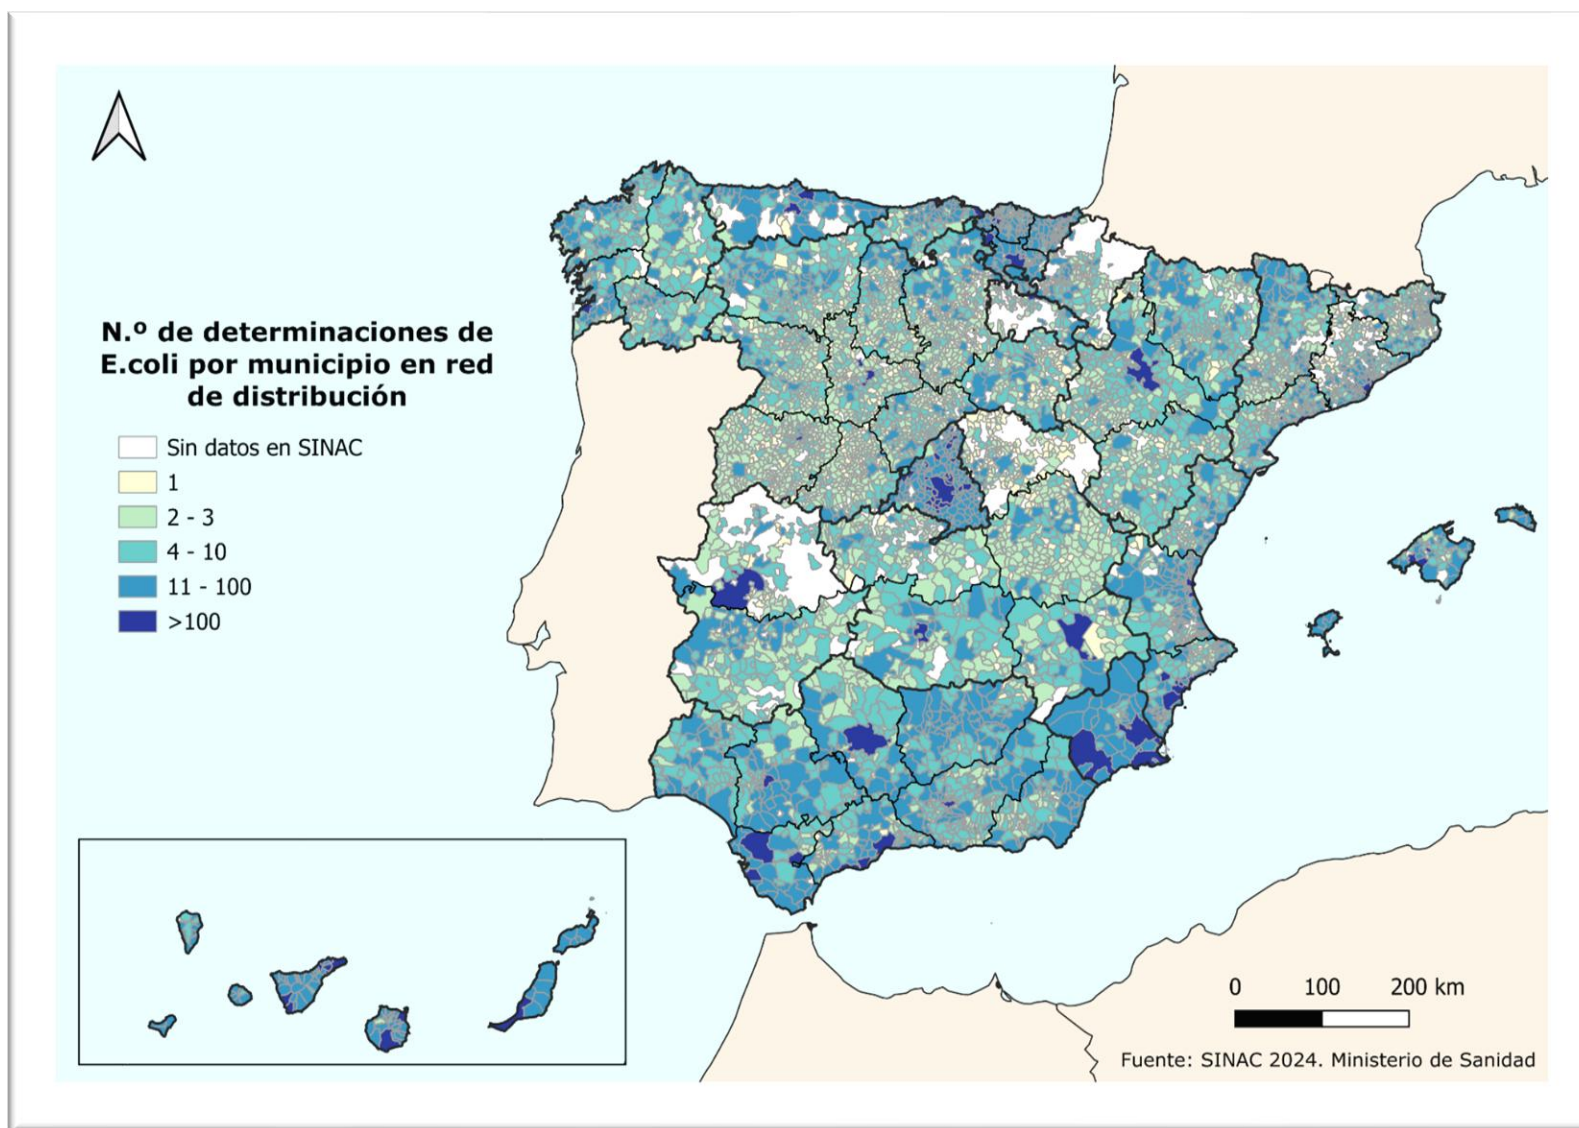 N.º de determinaciones de
E.coli por municipio en red
de distribución
Sin datos en SINAC
1
2 - 3
4 - 10
11 - 100
>100
0 100 200 km
Fuente: SINAC 2024. Ministerio de Sanidad